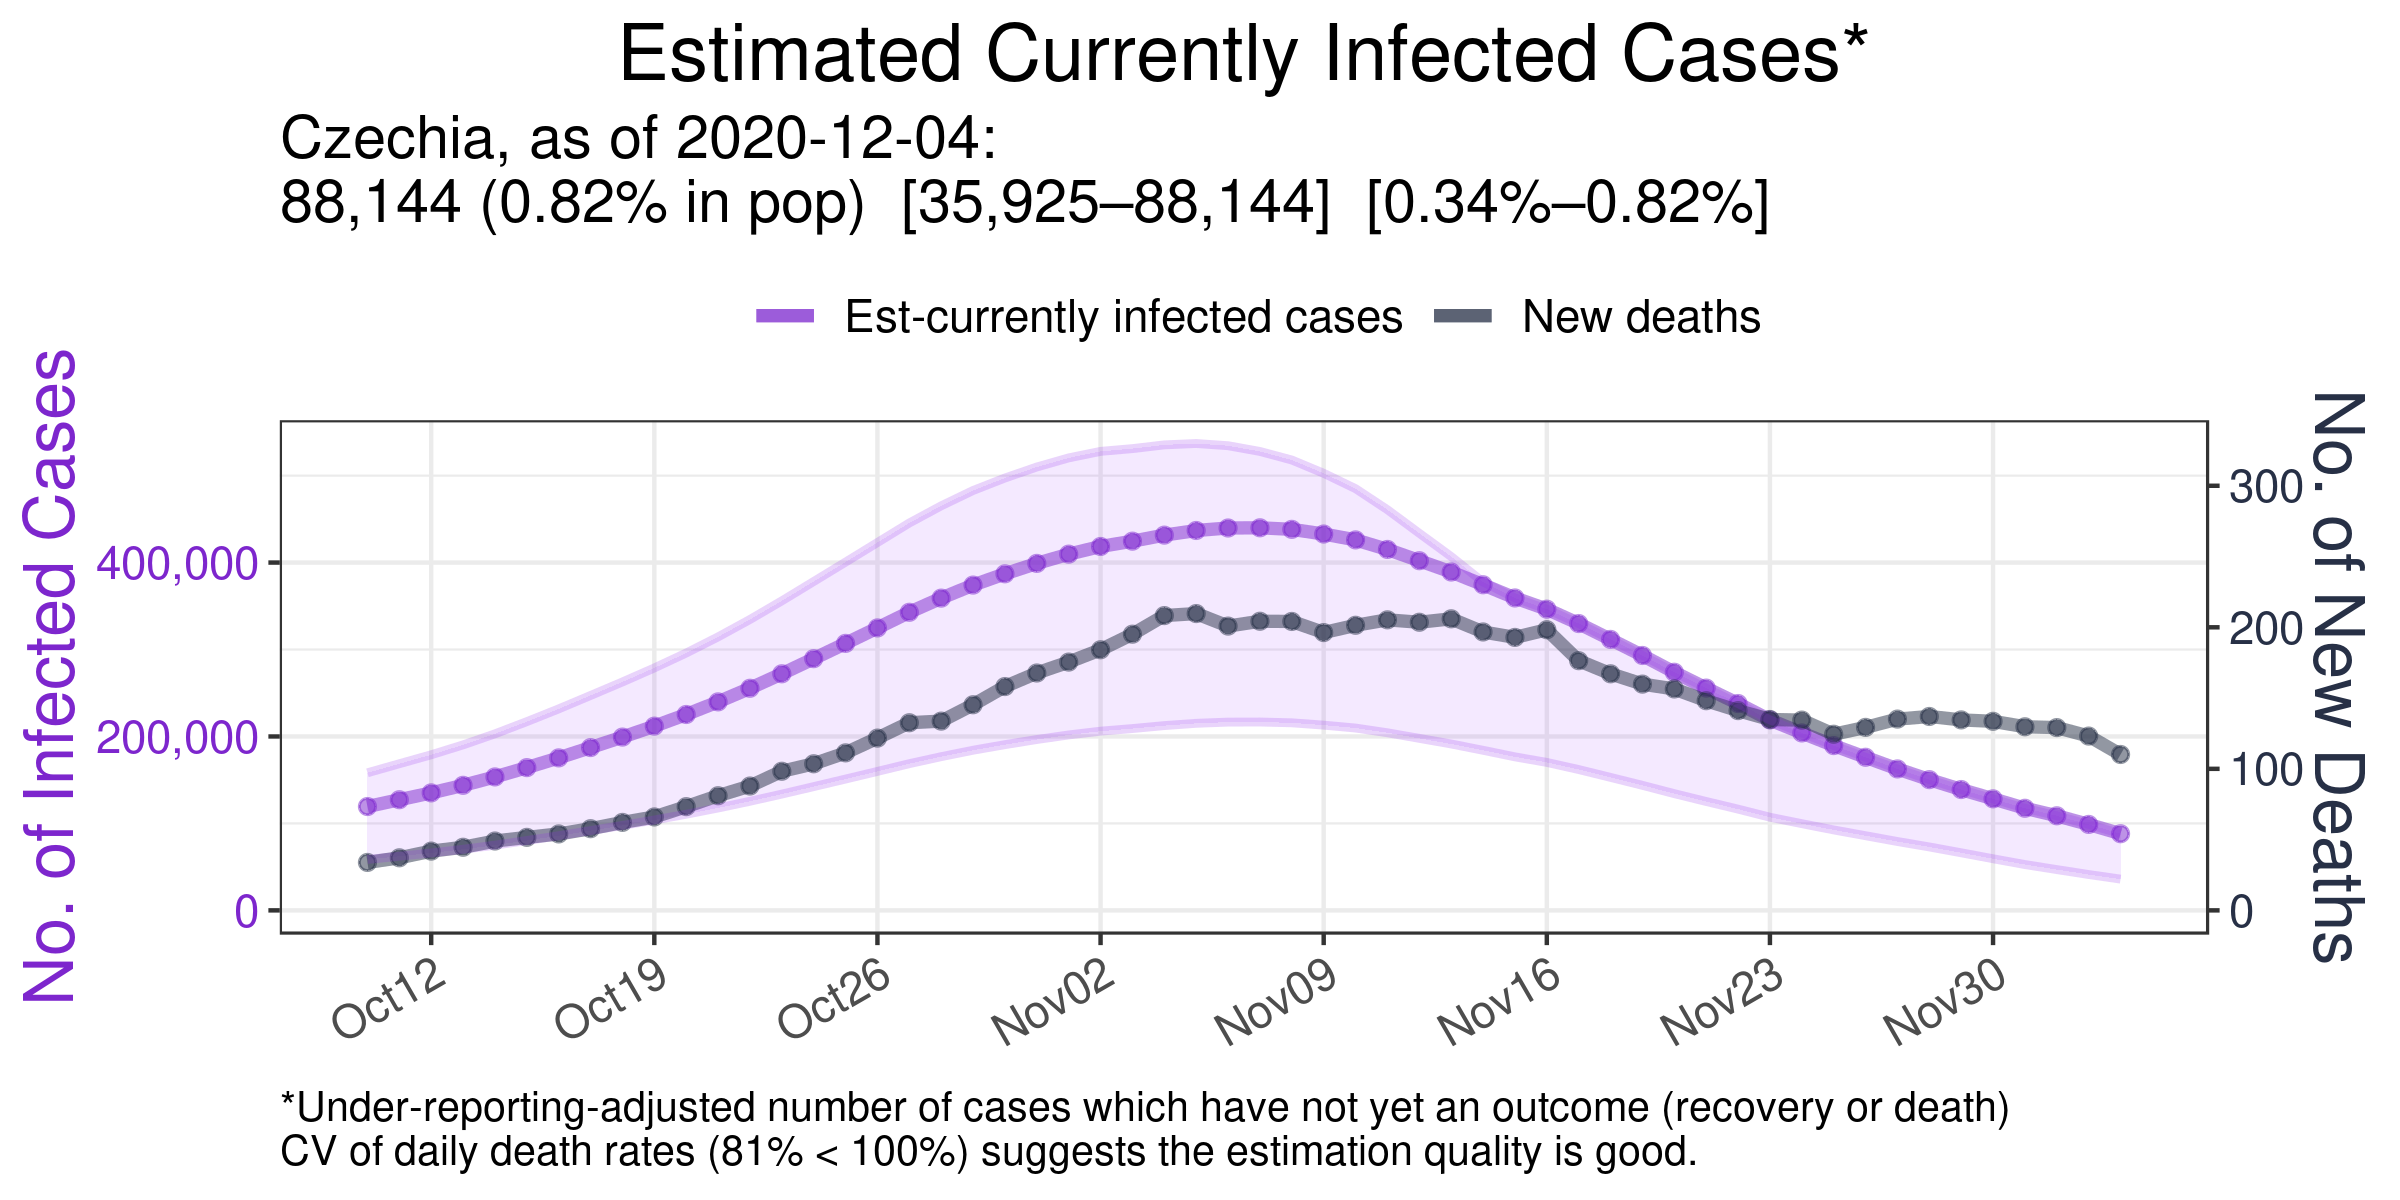 Estimated Currently Infected Cases*
Czechia, as of 2020-12-04:
88,144 (0.82% in pop) [35,925–88,144] [0.34%–0.82%]
Est-currently infected cases
New deaths
No. of Infected Cases
400,000
200,000
0
300
200
100
0
No. of New Deaths
Oct12
Oct19
Oct26
Nov02
Nov09
Nov16
Nov23
Nov30
*Under-reporting-adjusted number of cases which have not yet an outcome (recovery or death)
CV of daily death rates (81% < 100%) suggests the estimation quality is good.